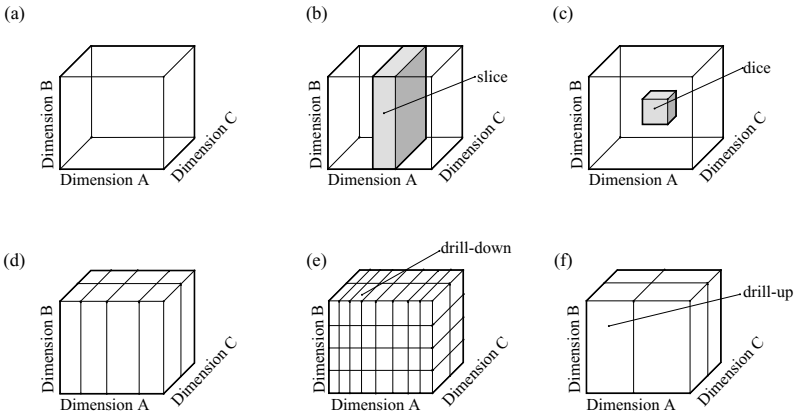 (a)
Dimension B
Dimension A
Dimension C
(b)
slice
Dimension B
Dimension A
Dimension C
(c)
dice
Dimension B
Dimension A
Dimension C
(d)
Dimension B
Dimension A
Dimension C
(e)
drill-down
Dimension B
Dimension A
Dimension C
(f)
drill-up
Dimension B
Dimension A
Dimension C